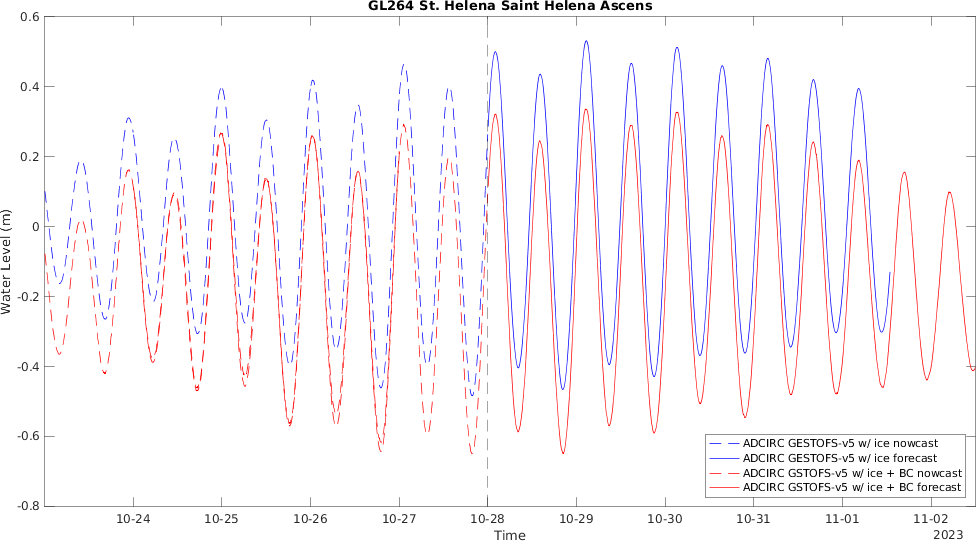 GL264 St. Helena Saint Helena Ascens
0.6
0.4
0.2
0
-0.2
-0.4
-0.6
-0.8
Water Level (m)
10-24 10-25 10-26 10-27 10-28 10-29 10-30 10-31 11-01 11-02
Time
2023
ADCIRC GESTOFS-v5 w/ ice nowcast
ADCIRC GESTOFS-v5 w/ ice forecast
ADCIRC GSTOFS-v5 w/ ice + BC nowcast
ADCIRC GSTOFS-v5 w/ ice + BC forecast